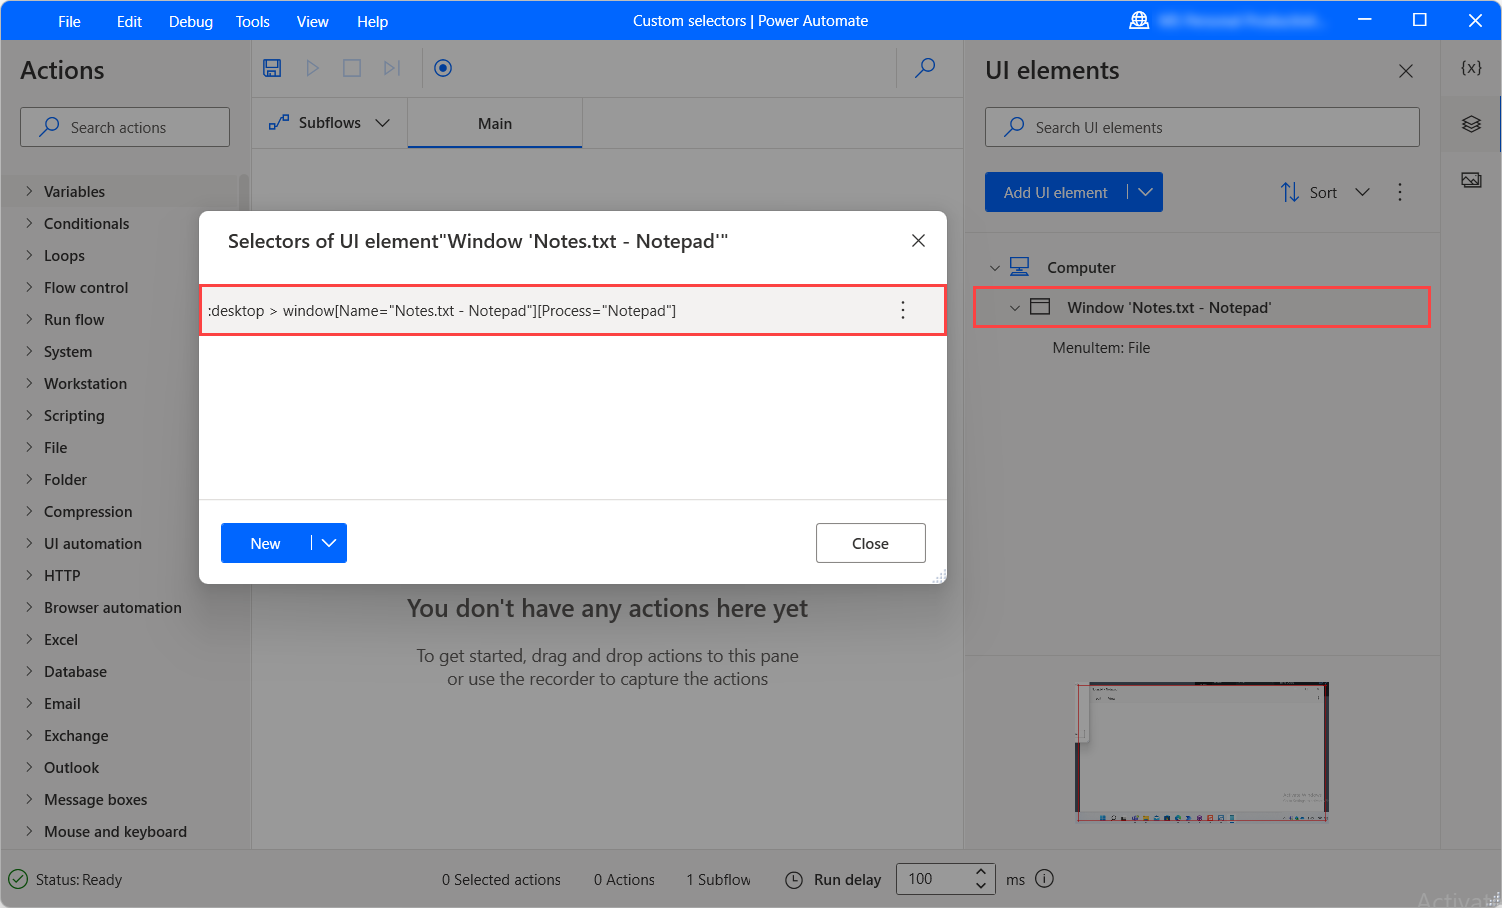 File Edit Debug Tools View Help Custom selectors | Power Automate
Actions
Search actions
Variables
Conditionals
Loops
Flow control
Run flow
System
Workstation
Scripting
File
Folder
Compression
UI automation
HTTP
Browser automation
Excel
Database
Email
Exchange
Outlook
Message boxes
Mouse and keyboard
Subflows
Main
Selectors of UI element"Window 'Notes.txt - Notepad'"
:desktop > window[Name="Notes.txt - Notepad"][Process="Notepad"]
New
Close
You don't have any actions here yet
To get started, drag and drop actions to this pane
or use the recorder to capture the actions
UI elements
{x}
Search UI elements
Add UI element
Sort
Computer
Window 'Notes.txt - Notepad'
MenuItem: File
Status: Ready
0 Selected actions
0 Actions
1 Subflow
Run delay
100
ms